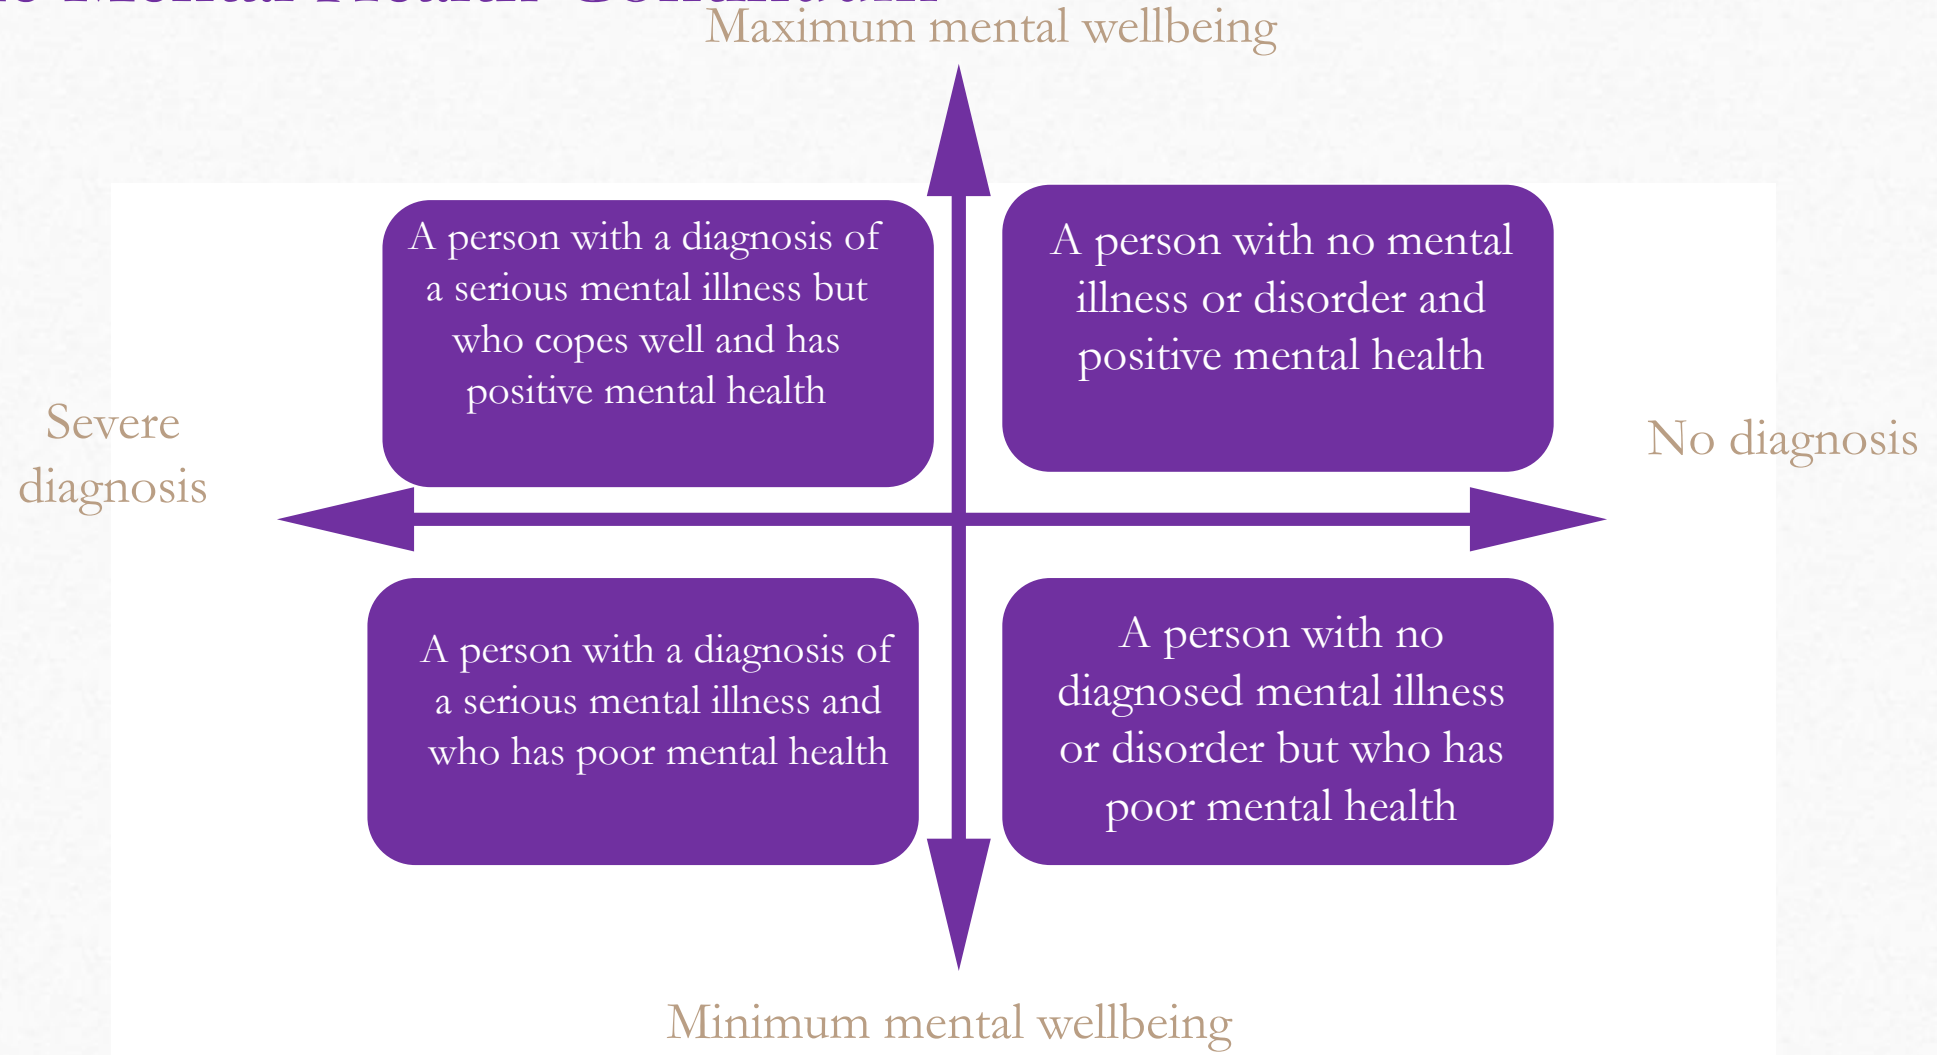 Mental Health Continuum
Maximum mental wellbeing
A person with a diagnosis of
a serious mental illness but
who copes well and has
positive mental health
A person with no mental
illness or disorder and
positive mental health
Severe
diagnosis
No diagnosis
A person with a diagnosis of
a serious mental illness and
who has poor mental health
A person with no
diagnosed mental illness
or disorder but who has
poor mental health
Minimum mental wellbeing